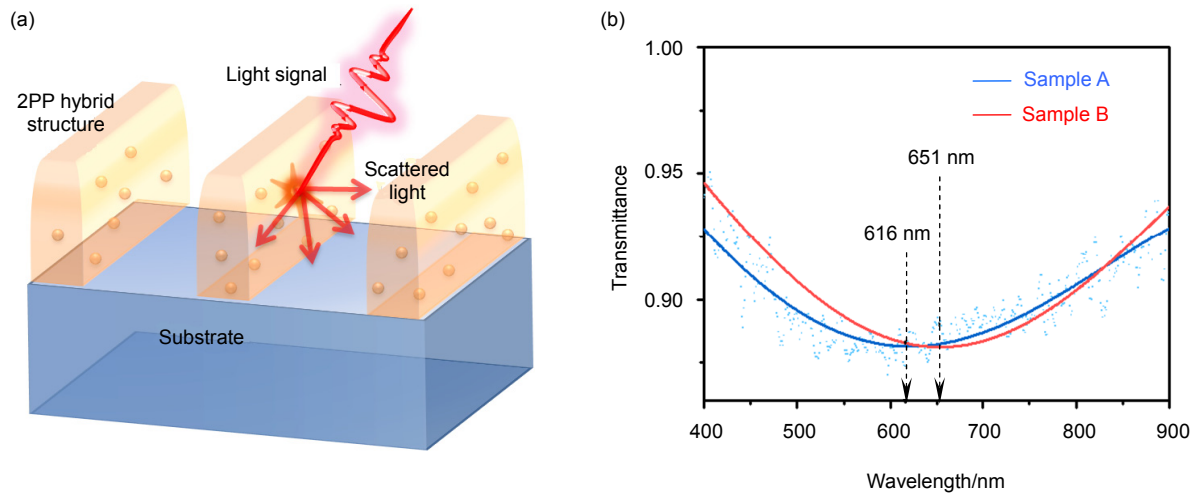 (a)
Light signal
2PP hybrid
structure
Scattered
light
Substrate
(b)
1.00
0.95
0.90
Transmittance
Sample A
Sample B
651 nm
616 nm
400 500 600 700 800 900
Wavelength/nm